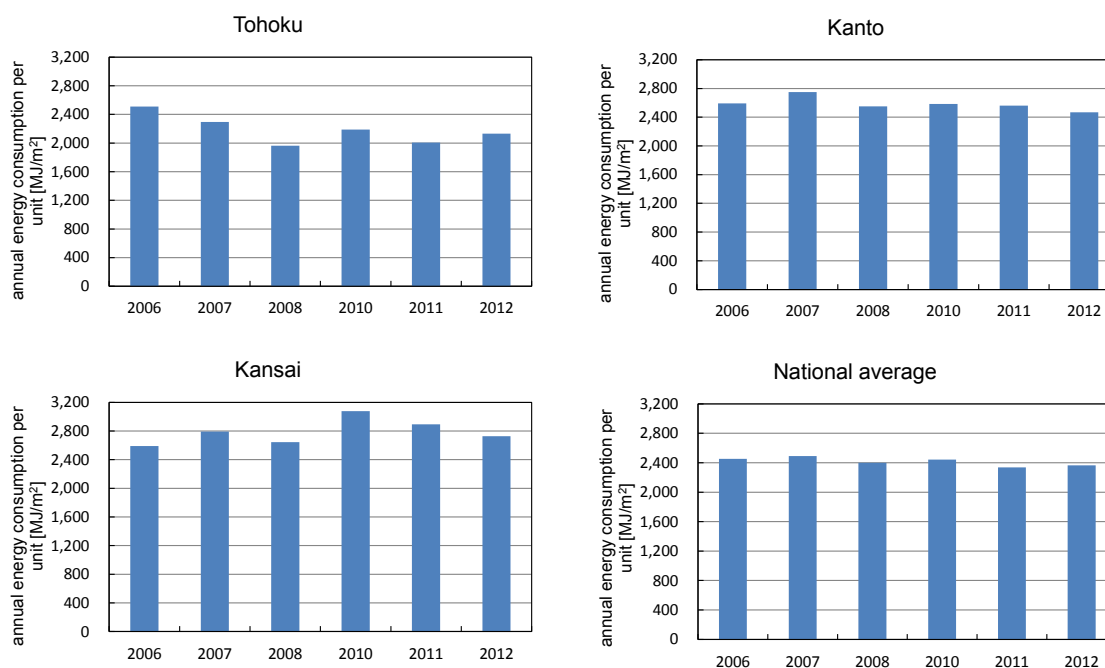 Tohoku
annual energy consumption per
unit [MJ/m²]
3,200
2,800
2,400
2,000
1,600
1,200
800
400
0
2006 2007 2008 2010 2011 2012
Kanto
annual energy consumption per
unit [MJ/m²]
3,200
2,800
2,400
2,000
1,600
1,200
800
400
0
2006 2007 2008 2010 2011 2012
Kansai
annual energy consumption per
unit [MJ/m²]
3,200
2,800
2,400
2,000
1,600
1,200
800
400
0
2006 2007 2008 2010 2011 2012
National average
annual energy consumption per
unit [MJ/m²]
3,200
2,800
2,400
2,000
1,600
1,200
800
400
0
2006 2007 2008 2010 2011 2012